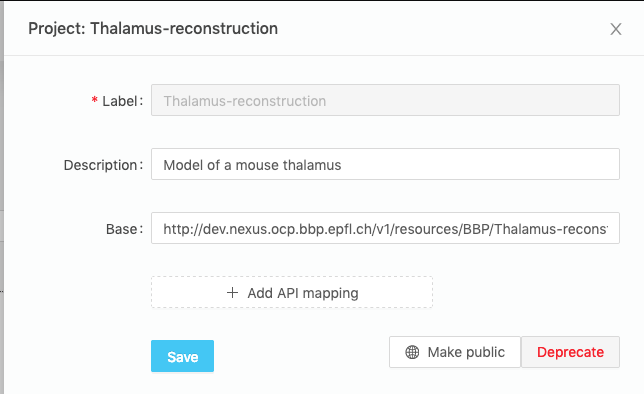 Project: Thalamus-reconstruction
* Label: Thalamus-reconstruction
Description: Model of a mouse thalamus
Base: http://dev.nexus.ocp.bbp.epfl.ch/v1/resources/BBP/Thalamus-recons
+ Add API mapping
Save Make public Deprecate